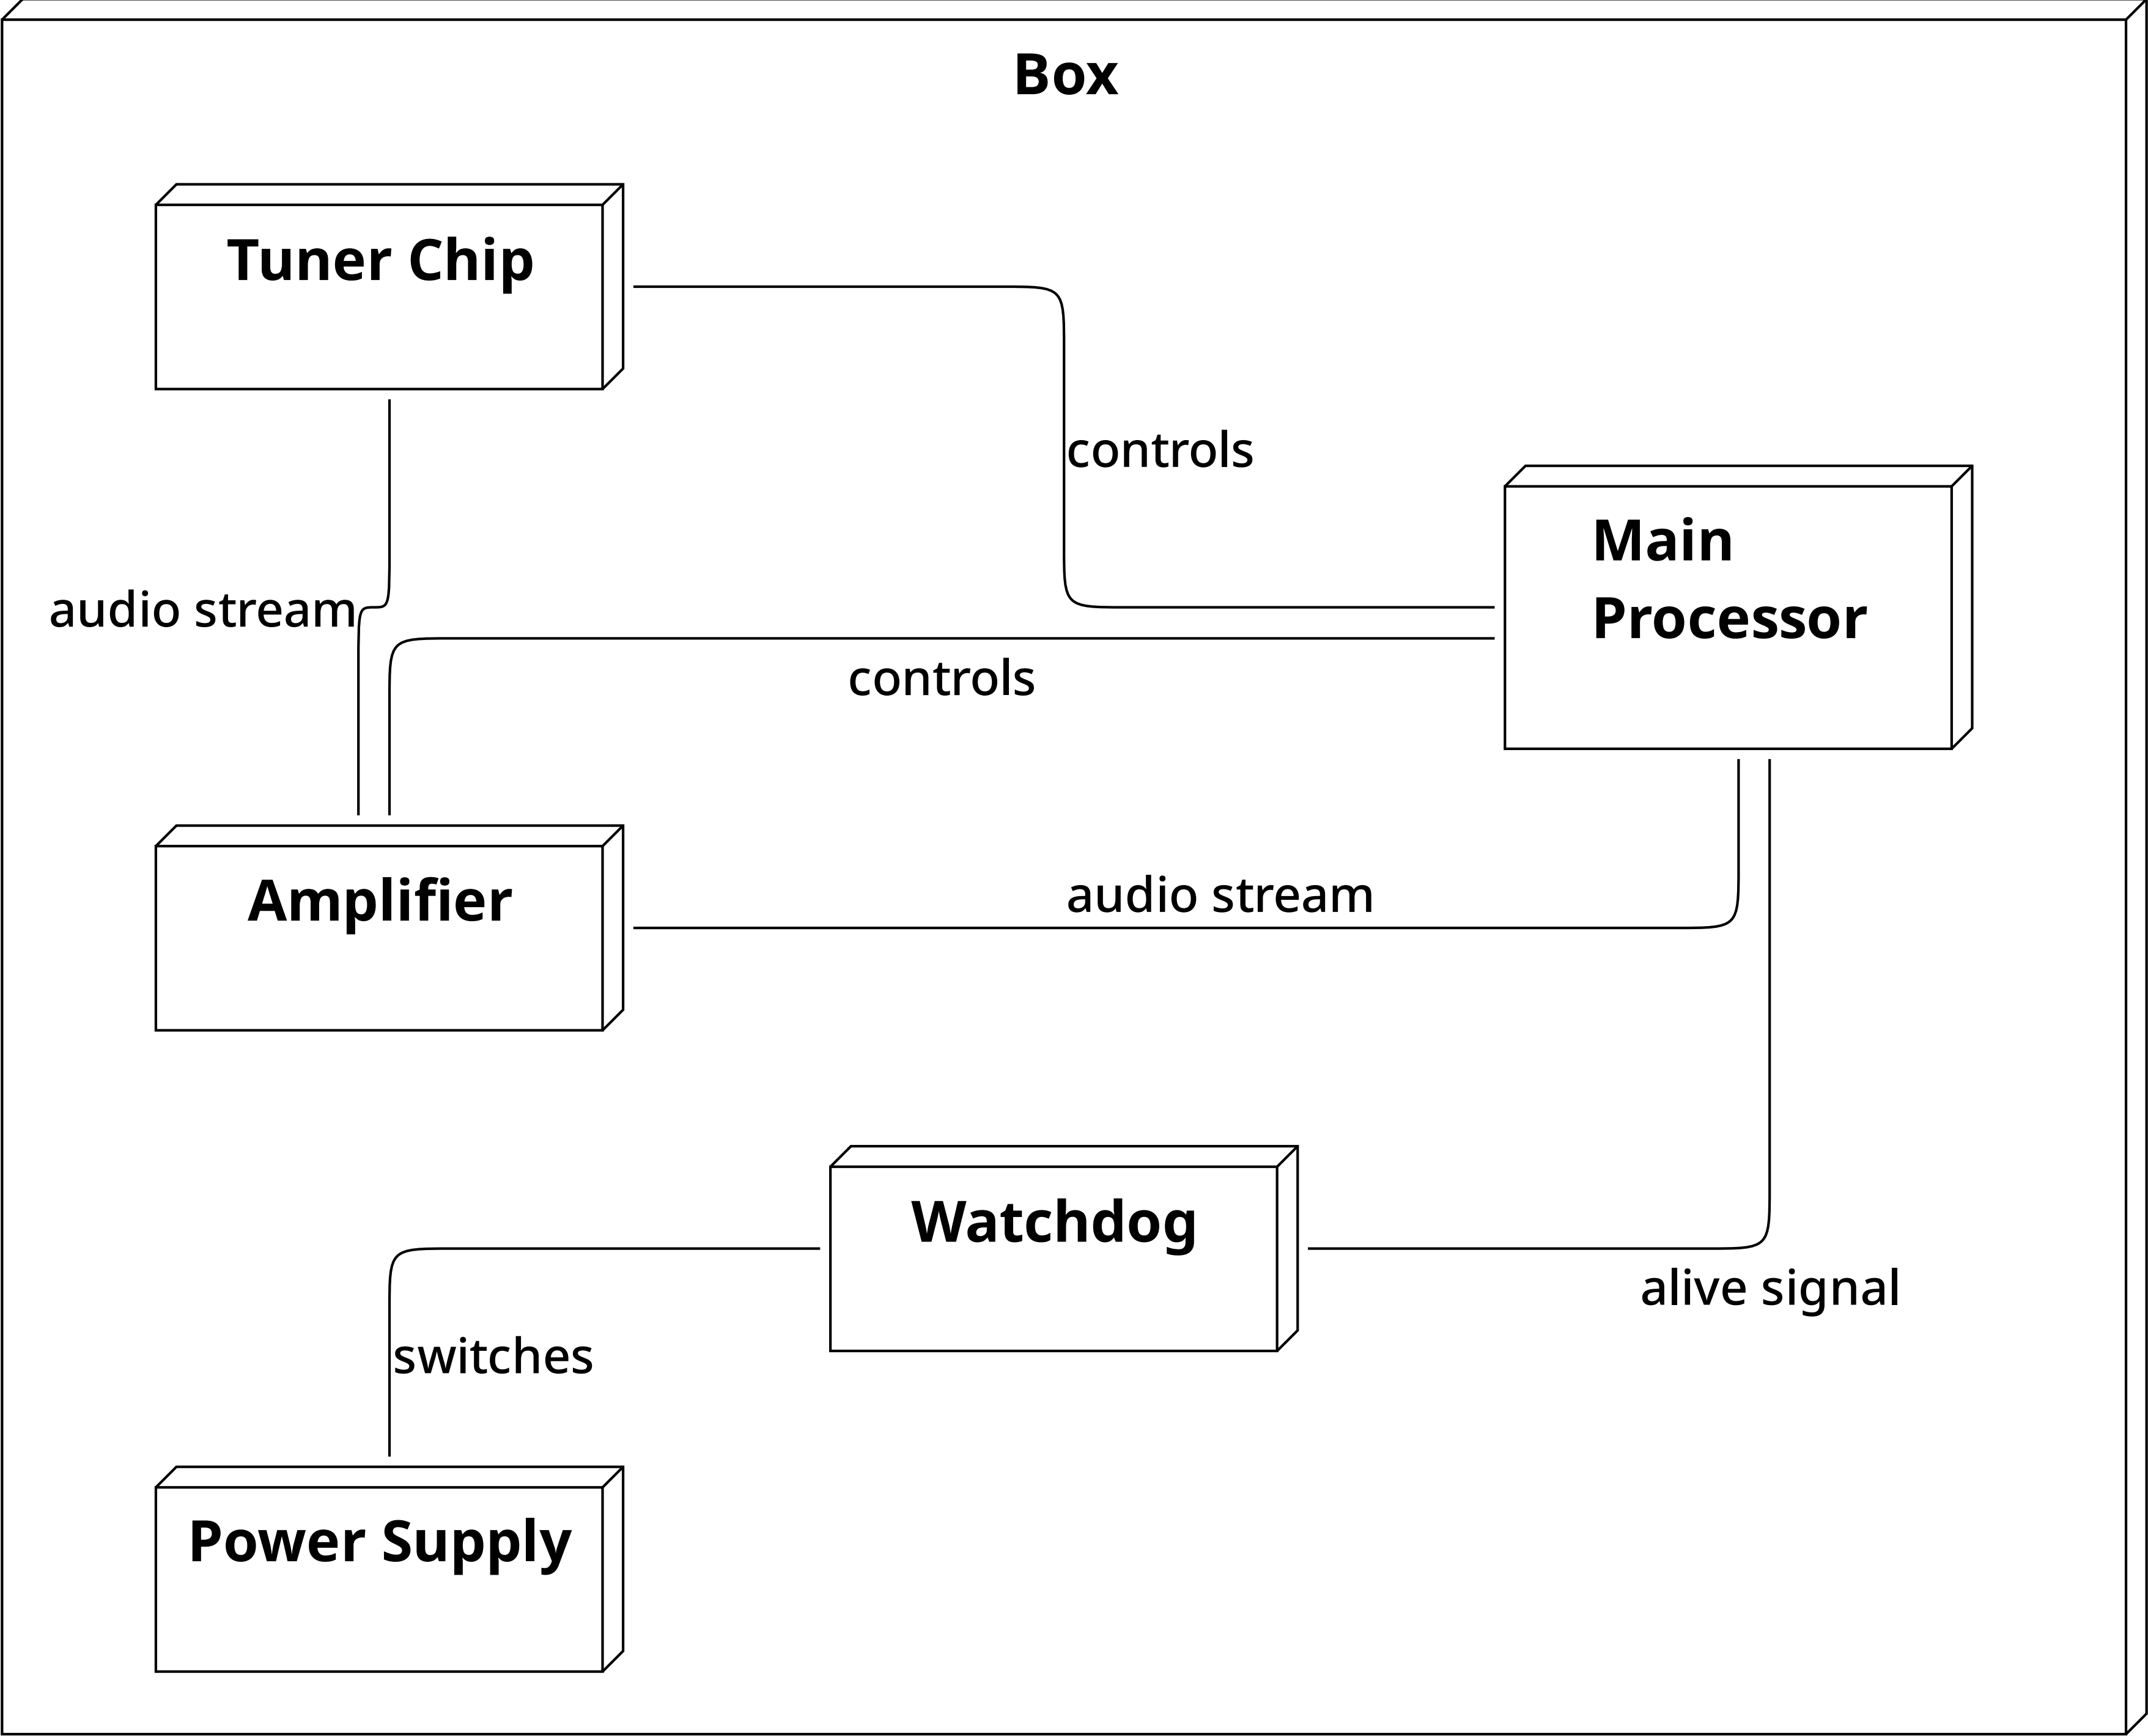 Box
Tuner Chip
controls
Main
Processor
audio stream
controls
Amplifier
audio stream
Watchdog
alive signal
switches
Power Supply